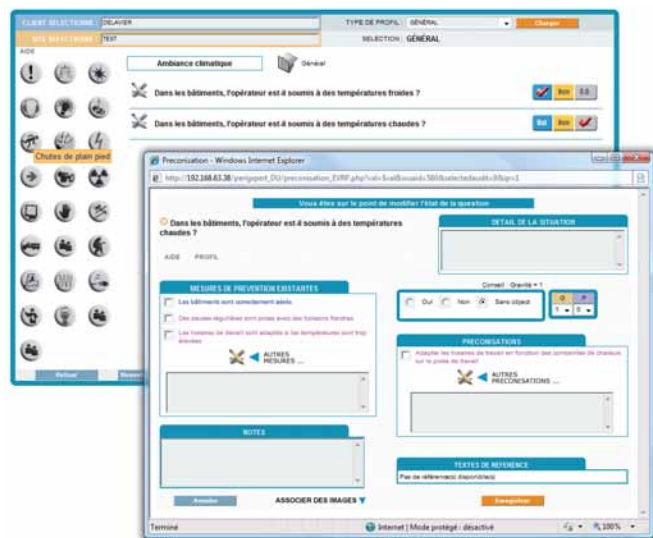 CLIENT SÉLECTIONNÉ : DELAVIER
TYPE DE PROFIL : GÉNÉRAL
Changer
SITE SÉLECTIONNÉ : TEST
SELECTION : GÉNÉRAL
AIDE
Ambiance climatique
Général
Dans les bâtiments, l'opérateur est-il soumis à des températures froides ?
Non S.O.
Dans les bâtiments, l'opérateur est-il soumis à des températures chaudes ?
Oui Non
Chutes de plain pied
Retour
Preconisation - Windows Internet Explorer
Vous êtes sur le point de modifier l'état de la question
Dans les bâtiments, l'opérateur est-il soumis à des températures
chaudes ?
DETAIL DE LA SITUATION
AIDE PROFIL
MESURES DE PREVENTION EXISTANTES
Les bâtiments sont correctement aérés
Des pauses régulières sont prises avec des boissons fraîches
Les horaires de travail sont adaptés si les températures sont trop
élevées
AUTRES
MESURES ...
Conseil : Gravité = 1
Oui Non Sans object
G P
1 0
PRECONISATIONS
Adapter les horaires de travail en fonction des contraintes de chaleurs
sur le poste de travail
AUTRES
PRECONISATIONS ...
NOTES
TEXTES DE REFERENCE
Pas de référence(s) disponible(s)
Annuler
ASSOCIER DES IMAGES
Enregistrer
Terminé
Internet | Mode protégé : désactivé
100%